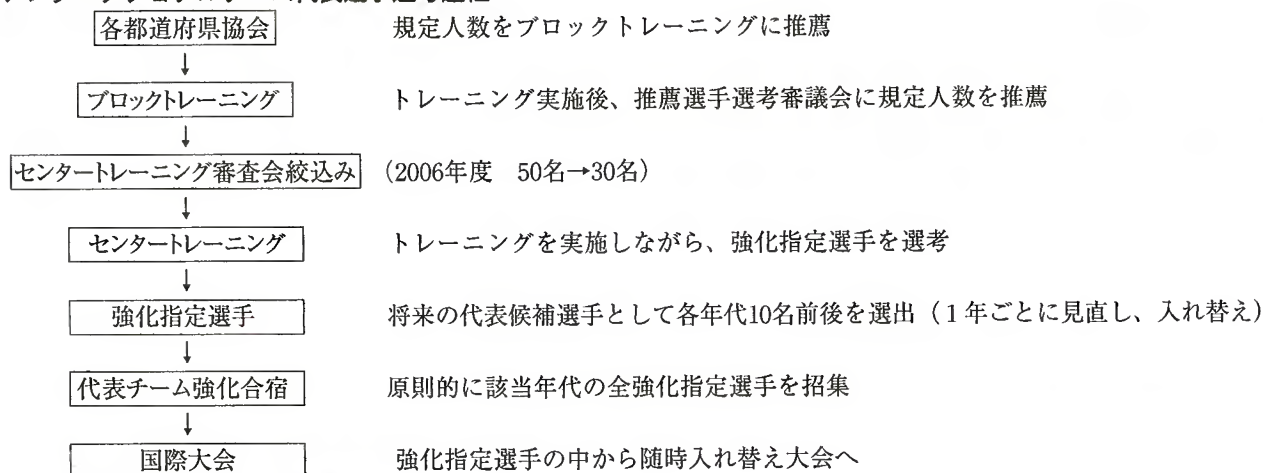 各都道府県協会 規定人数をブロックトレーニングに推薦
↓
ブロックトレーニング トレーニング実施後、推薦選手選考審議会に規定人数を推薦
↓
センタートレーニング審査会絞込み (2006年度 50名→30名)
↓
センタートレーニング トレーニングを実施しながら、強化指定選手を選考
↓
強化指定選手 将来の代表候補選手として各年代10名前後を選出(1年ごとに見直し、入れ替え)
↓
代表チーム強化合宿 原則的に該当年代の全強化指定選手を招集
↓
国際大会 強化指定選手の中から随時入れ替え大会へ